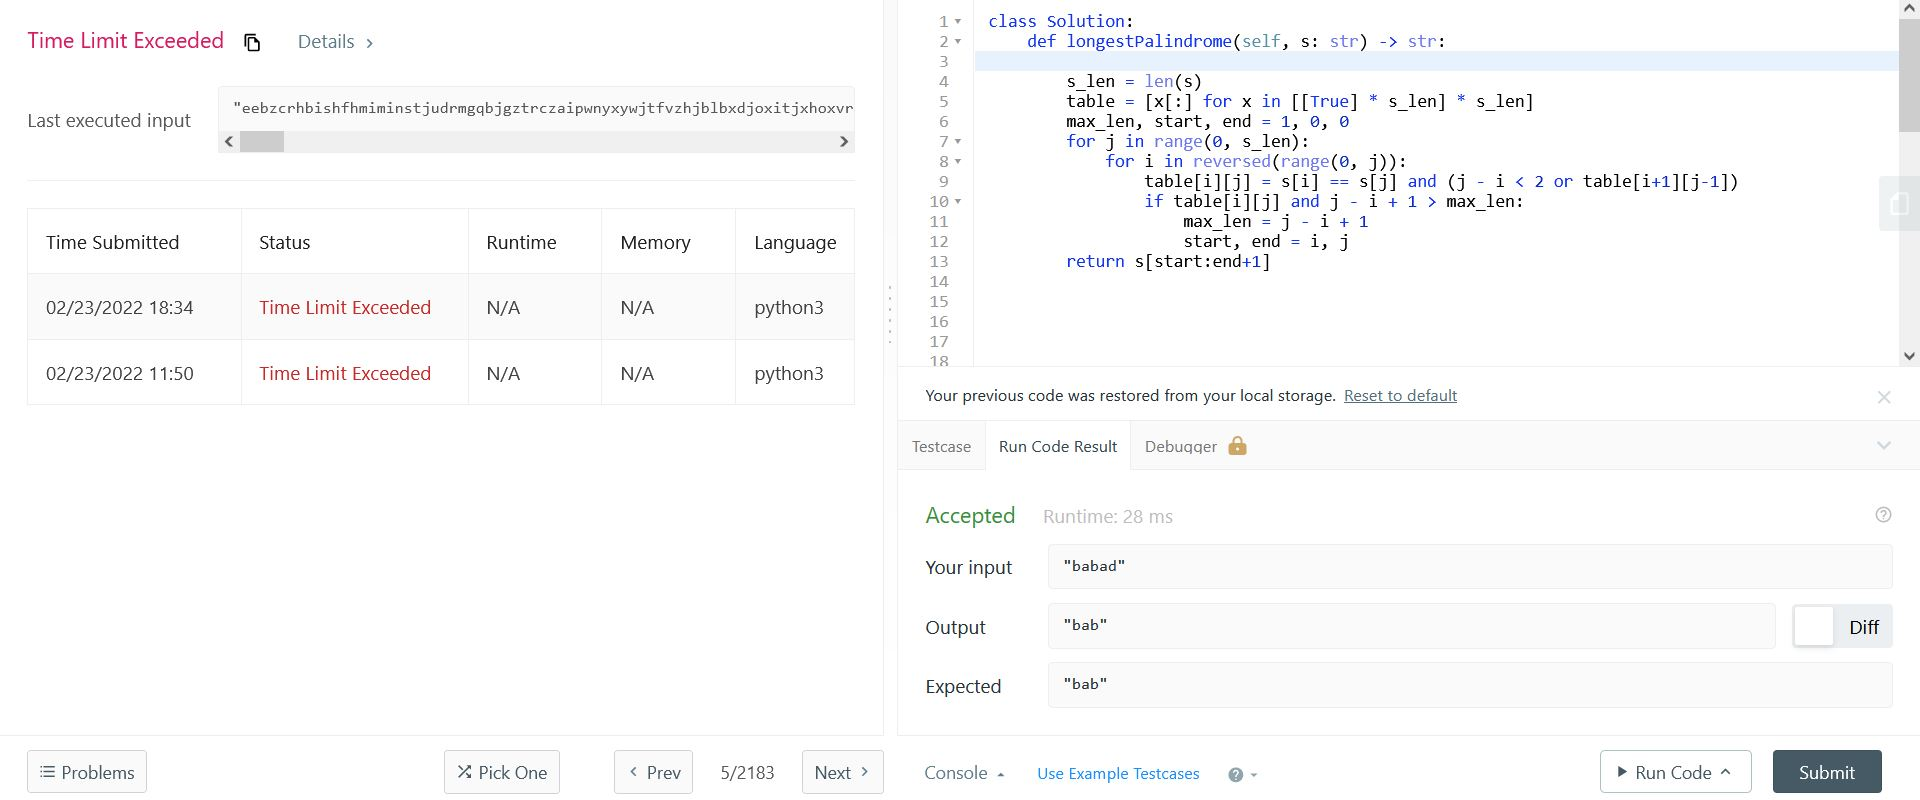 Time Limit Exceeded
Details ›
Last executed input
"eebzcrhbishfhmiminstjudrmgqbjgztrczaipwnyxywjtfvzhjblbxdjoxitjxhoxvr
Time Submitted Status Runtime Memory Language
02/23/2022 18:34 Time Limit Exceeded N/A N/A python3
02/23/2022 11:50 Time Limit Exceeded N/A N/A python3
Problems
Pick One
Prev
5/2183
Next
1 class Solution:
2     def longestPalindrome(self, s: str) -> str:
3
4         s_len = len(s)
5         table = [x[:] for x in [[True] * s_len] * s_len]
6         max_len, start, end = 1, 0, 0
7         for j in range(0, s_len):
8             for i in reversed(range(0, j)):
9                 table[i][j] = s[i] == s[j] and (j - i < 2 or table[i+1][j-1])
10                 if table[i][j] and j - i + 1 > max_len:
11                     max_len = j - i + 1
12                     start, end = i, j
13         return s[start:end+1]
14
15
16
17
18
Your previous code was restored from your local storage. Reset to default
Testcase Run Code Result Debugger
Accepted Runtime: 28 ms
Your input "babad"
Output "bab" Diff
Expected "bab"
Console
Use Example Testcases
Run Code
Submit